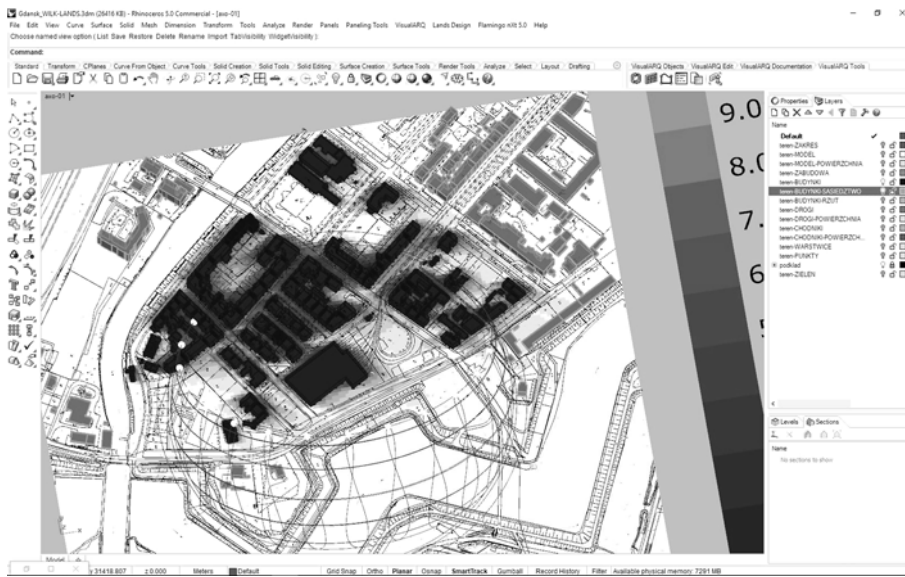 Gdansk_WILK-LANDS.3dm (26416 KB) - Rhinoceros 5.0 Commercial - [axo-01]
File Edit View Curve Surface Solid Mesh Dimension Transform Tools Analyze Render Panels Paneling Tools VisualARQ Lands Design Flamingo nXt 5.0 Help
Choose named view option ( List Save Restore Delete Rename Import TabVisibility WidgetVisibility ):
Command:
Standard Transform CPlanes Curve From Object Curve Tools Solid Creation Solid Tools Solid Editing Surface Creation Surface Tools Render Tools Analyze Select Layout Drafting VisualARQ Objects VisualARQ Edit VisualARQ Documentation VisualARQ Tools
axo-01
9.0
8.0
7.
6
Properties Layers
Name
Default
teren-ZAKRES
teren-MODEL
teren-MODEL-POWIERZCHNIA
teren-ZABUDOWA
teren-BUDYNKI
teren-BUDYNKI-SASIEDZTWO
teren-BUDYNKI-RZUT
teren-DROGI
teren-DROGI-POWIERZCHNIA
teren-CHODNIKI
teren-CHODNIKI-POWIERZCH...
teren-WARSTWICE
teren-PUNKTY
podklad
teren-ZIELEN
Levels Sections
Name
No sections to show
Model
y 31418.807 z 0.000 Meters Default Grid Snap Ortho Planar Osnap SmartTrack Gumball Record History Filter Available physical memory: 7291 MB